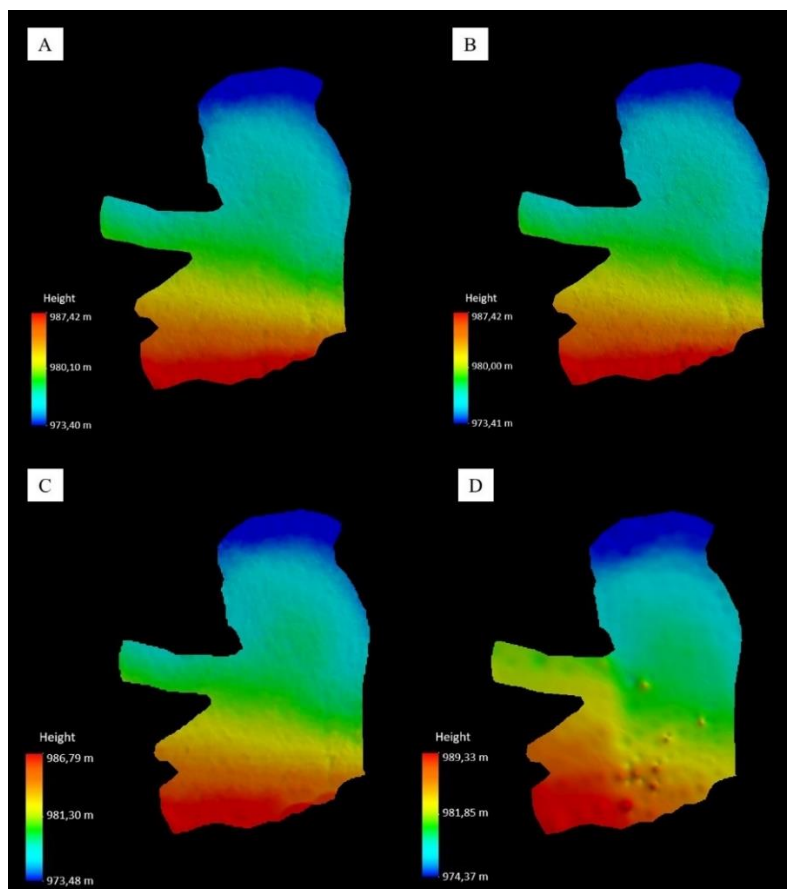 A
B
Height
987,42 m
980,10 m
973,40 m
Height
987,42 m
980,00 m
973,41 m
C
D
Height
986,79 m
981,30 m
973,48 m
Height
989,33 m
981,85 m
974,37 m